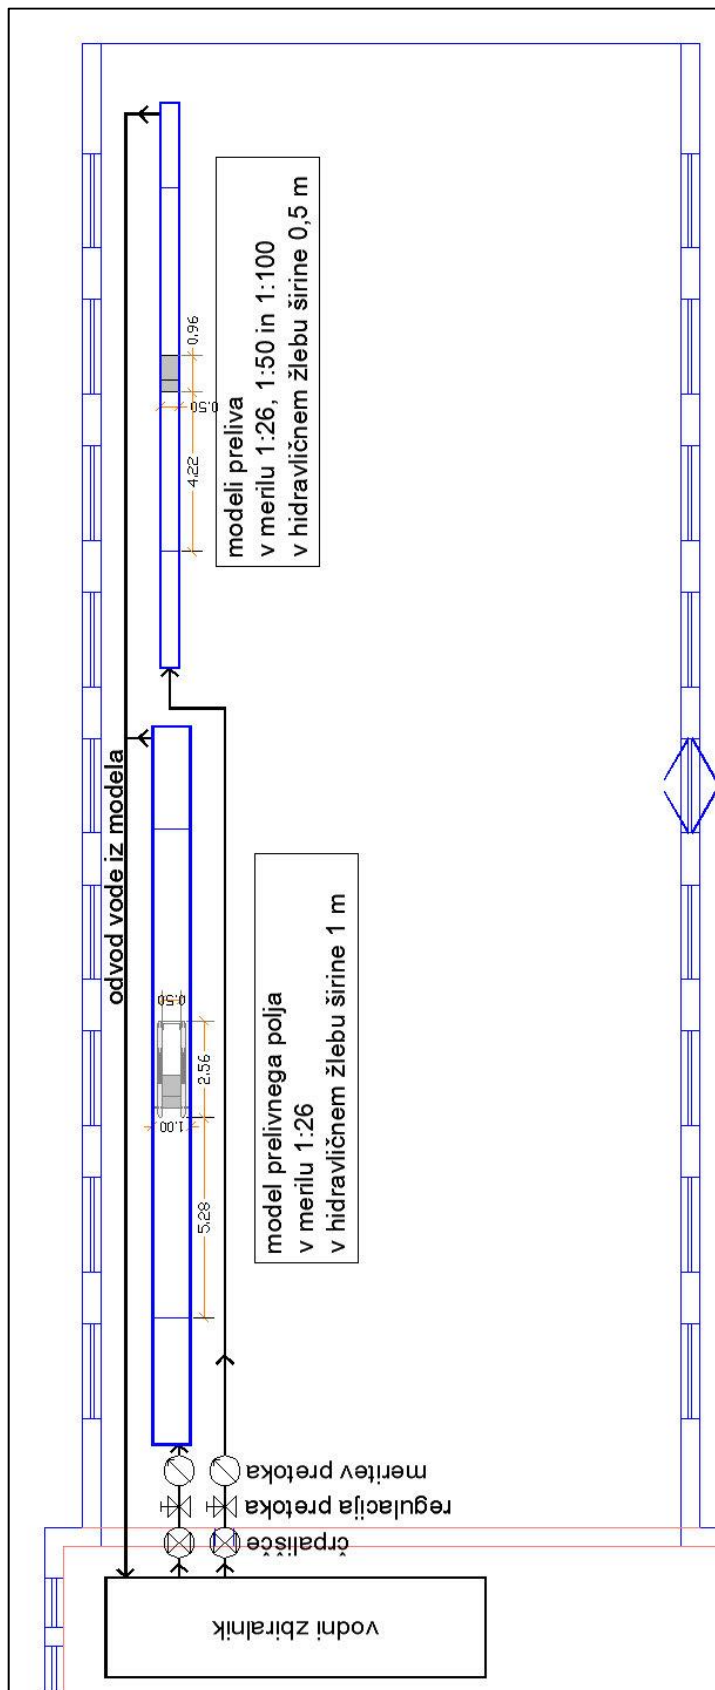 odvod vode iz modela
modeli preliva
v merilu 1:26, 1:50 in 1:100
v hidravličnem žlebu širine 0,5 m
0.96
0.50
4.22
model prelivnega polja
v merilu 1:26
v hidravličnem žlebu širine 1 m
0.50
2.56
1.00
5.28
meritev pretoka
regulacija pretoka
črpališče
vodni zbiralnik